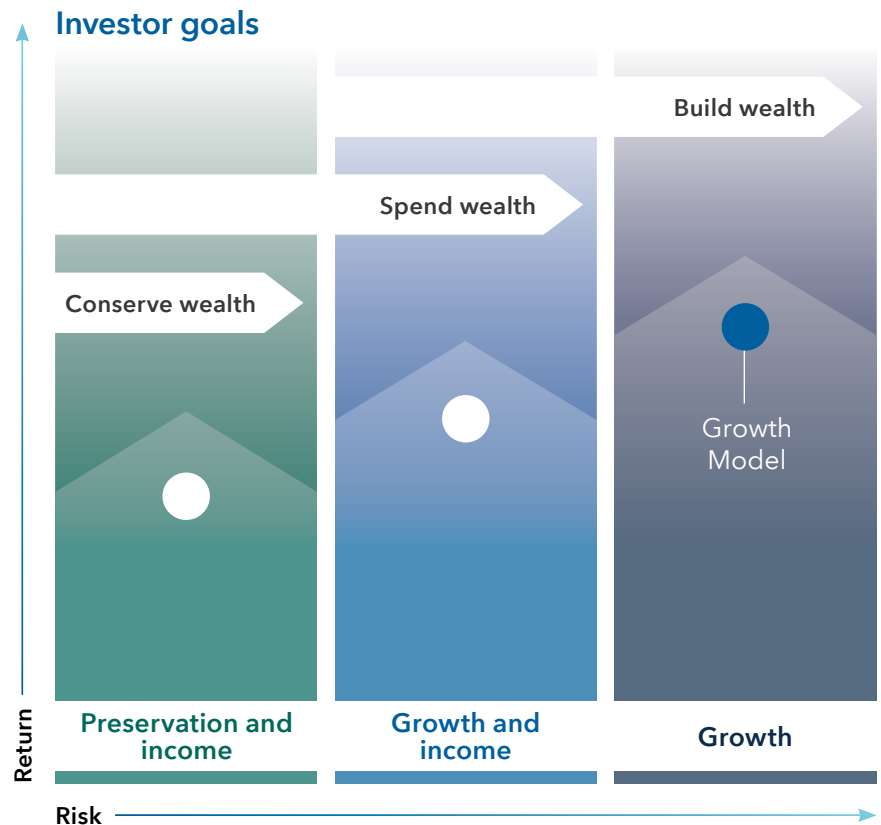 Investor goals
Build wealth
Spend wealth
Conserve wealth
Growth
Model
Return
Preservation and
income
Growth and
income
Growth
Risk